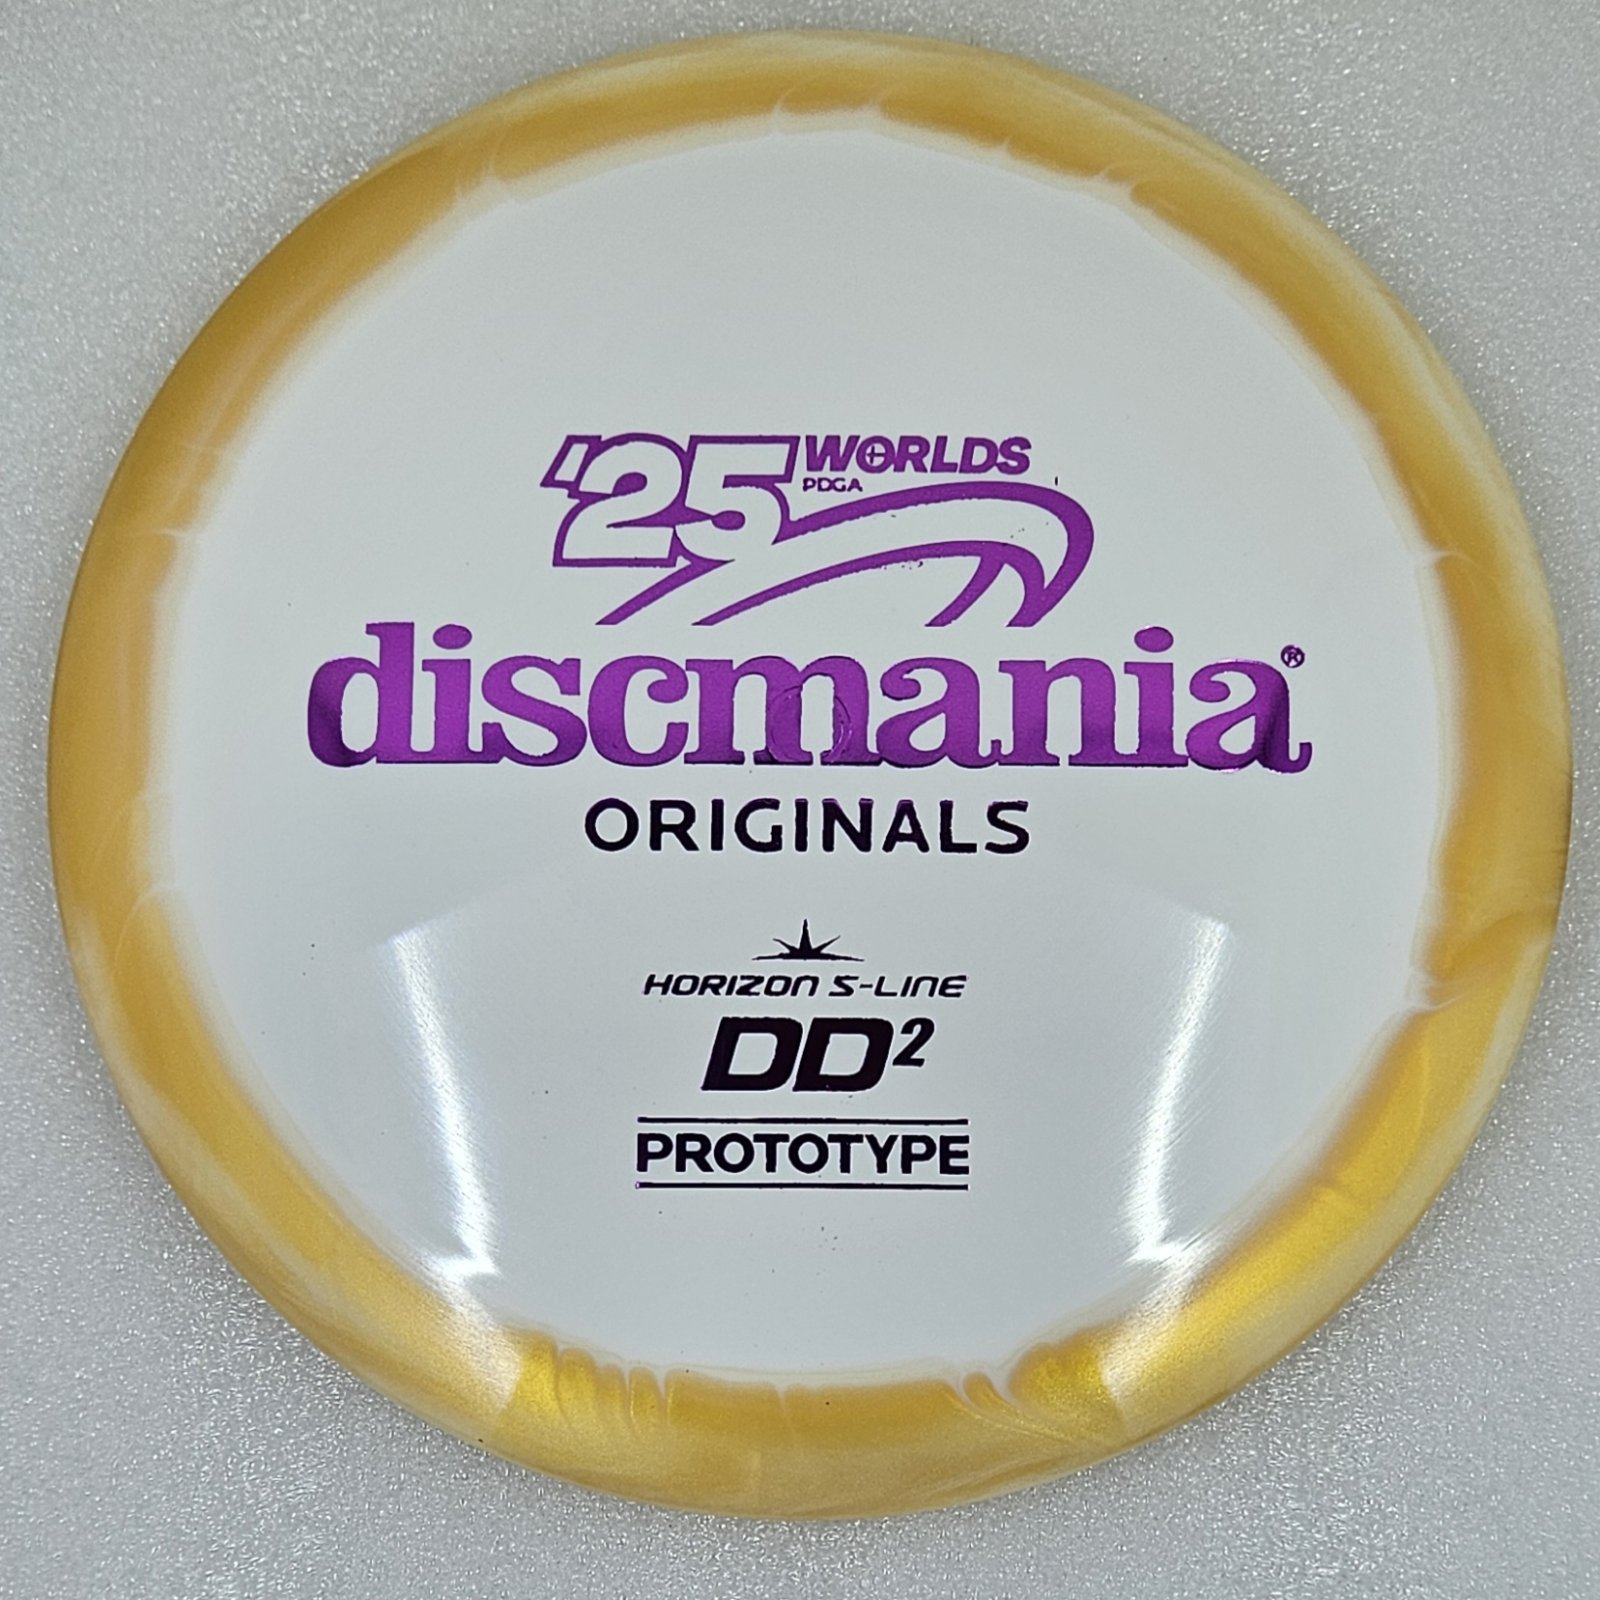 '25 WORLDS
PDGA
discmania®
ORIGINALS
HORIZON S-LINE
DD²
PROTOTYPE